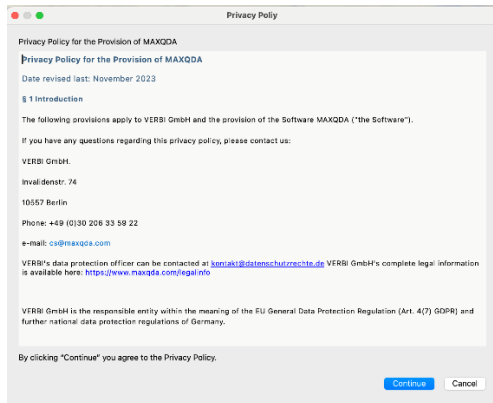 Privacy Poliy
Privacy Policy for the Provision of MAXQDA
Privacy Policy for the Provision of MAXQDA
Date revised last: November 2023
§ 1 Introduction
The following provisions apply to VERBI GmbH and the provision of the Software MAXQDA ("the Software").
If you have any questions regarding this privacy policy, please contact us:
VERBI GmbH.
Invalidenstr. 74
10557 Berlin
Phone: +49 (0)30 206 33 59 22
e-mail: cs@maxqda.com
VERBI's data protection officer can be contacted at kontakt@datenschutzrechte.de VERBI GmbH's complete legal information
is available here: https://www.maxqda.com/legalinfo
VERBI GmbH is the responsible entity within the meaning of the EU General Data Protection Regulation (Art. 4(7) GDPR) and
further national data protection regulations of Germany.
By clicking "Continue" you agree to the Privacy Policy.
Continue Cancel